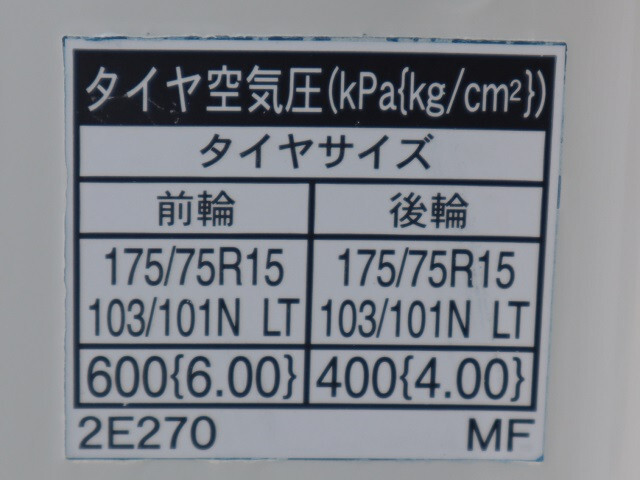 タイヤ空気圧(kPa{kg/cm²})
タイヤサイズ
前輪 後輪
175/75R15 175/75R15
103/101N LT 103/101N LT
600{6.00} 400{4.00}
2E270 MF